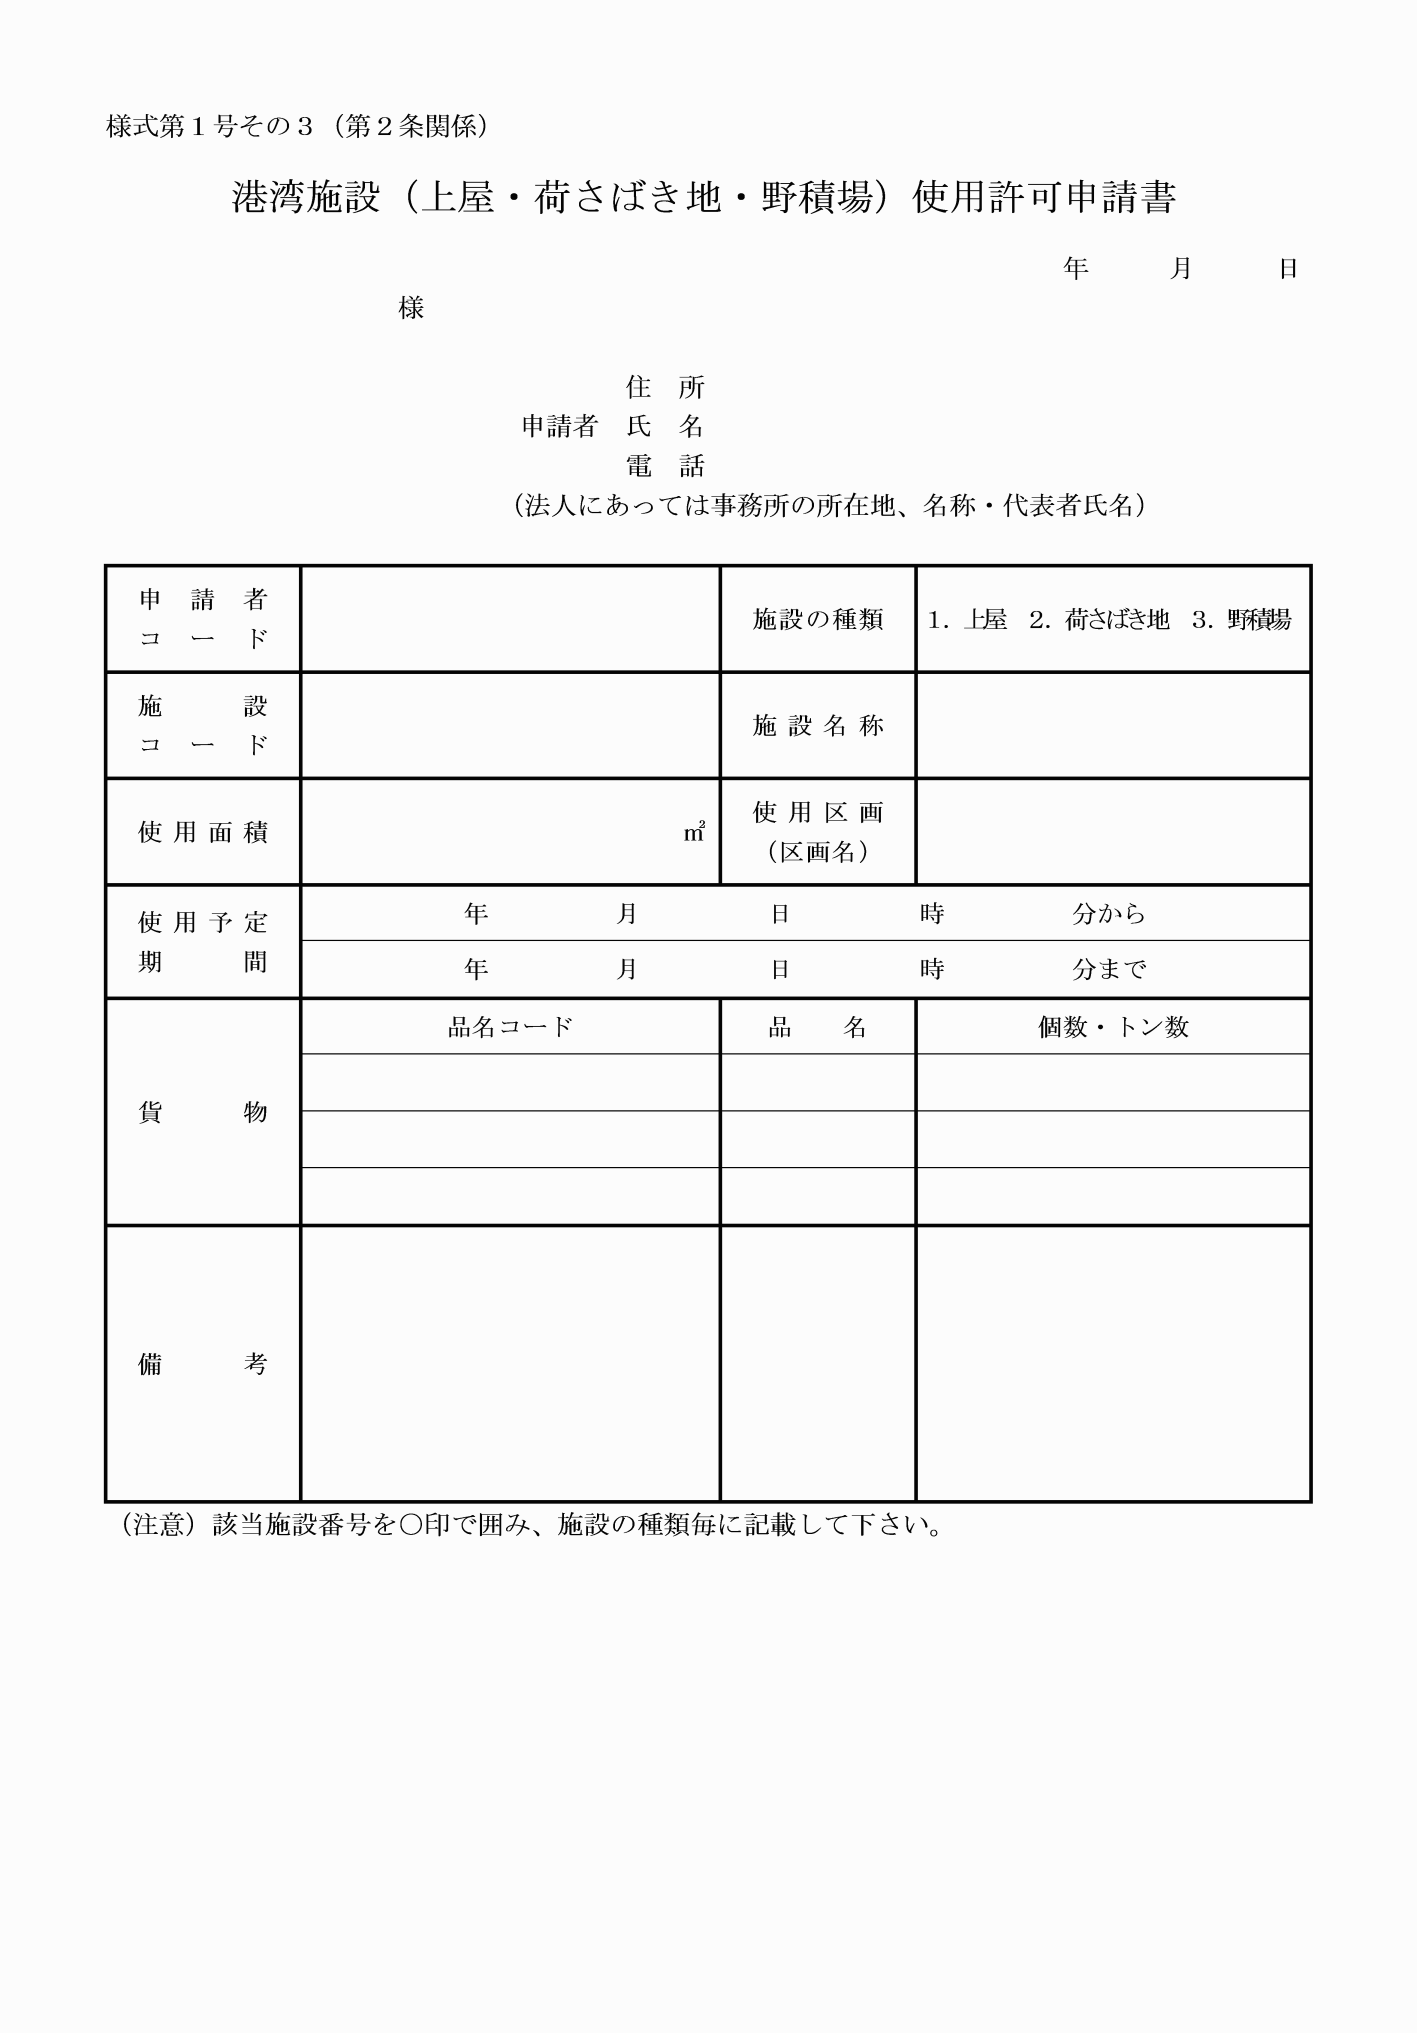 様式第１号その３（第２条関係）
港湾施設（上屋・荷さばき地・野積場）使用許可申請書
年　　　月　　　日
様
住　所
申請者　氏　名
電　話
（法人にあっては事務所の所在地、名称・代表者氏名）
申　請　者
コ　ー　ド
施設の種類
1．上屋　2．荷さばき地　3．野積場
施　　　設
コ　ー　ド
施 設 名 称
使 用 面 積
㎡
使 用 区 画
（区画名）
使 用 予 定
期　　　間
年　　　月　　　日　　　時　　　分から
年　　　月　　　日　　　時　　　分まで
貨　　　物
品名コード
品　　名
個数・トン数
備　　　考
（注意）該当施設番号を〇印で囲み、施設の種類毎に記載して下さい。